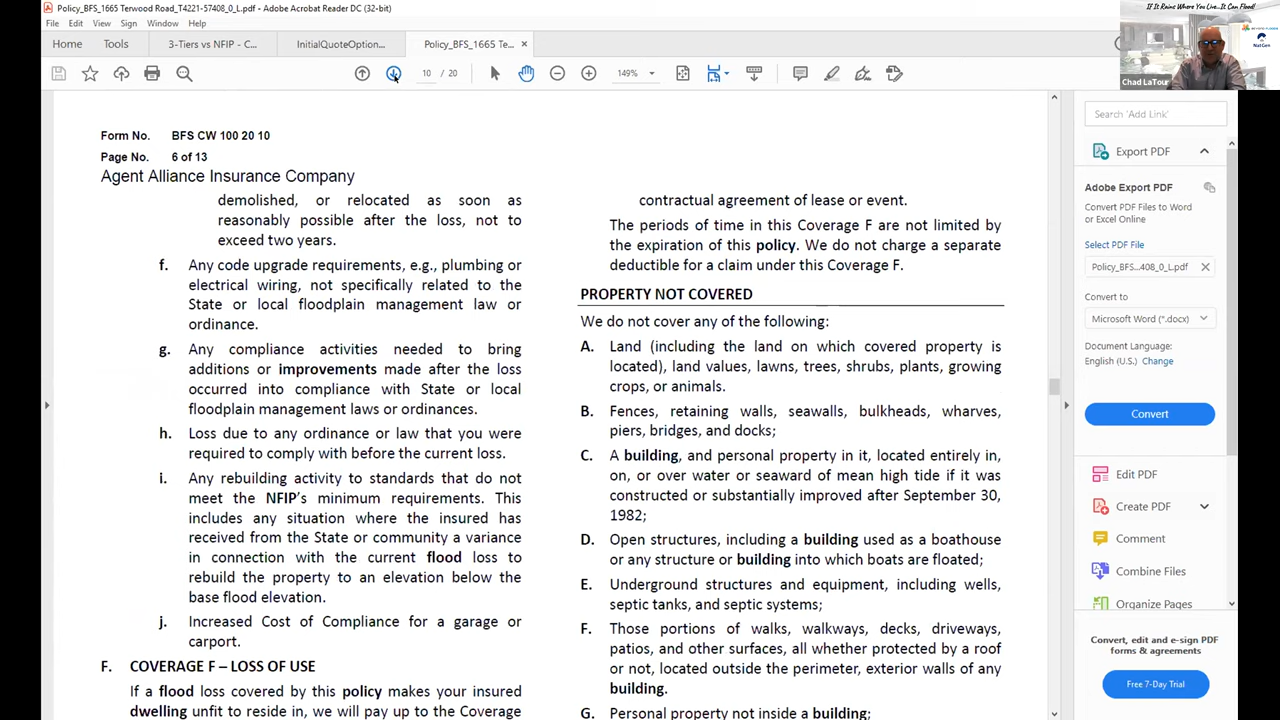 Policy_BFS_1665 Terwood Road_T4221-57408_0_L.pdf - Adobe Acrobat Reader DC (32-bit)
File Edit View Sign Window Help
Home Tools 3-Tiers vs NFIP - C... InitialQuoteOption... Policy_BFS_1665 Te... ×
10 / 20 149%
If It Rains Where You Live...It Can Flood!
NatGen
Chad LaTour
Form No. BFS CW 100 20 10
Page No. 6 of 13
Agent Alliance Insurance Company
demolished, or relocated as soon as
reasonably possible after the loss, not to
exceed two years.
f. Any code upgrade requirements, e.g., plumbing or
electrical wiring, not specifically related to the
State or local floodplain management law or
ordinance.
g. Any compliance activities needed to bring
additions or improvements made after the loss
occurred into compliance with State or local
floodplain management laws or ordinances.
h. Loss due to any ordinance or law that you were
required to comply with before the current loss.
i. Any rebuilding activity to standards that do not
meet the NFIP's minimum requirements. This
includes any situation where the insured has
received from the State or community a variance
in connection with the current flood loss to
rebuild the property to an elevation below the
base flood elevation.
j. Increased Cost of Compliance for a garage or
carport.
F. COVERAGE F – LOSS OF USE
If a flood loss covered by this policy makes your insured
dwelling unfit to reside in, we will pay up to the Coverage
contractual agreement of lease or event.
The periods of time in this Coverage F are not limited by
the expiration of this policy. We do not charge a separate
deductible for a claim under this Coverage F.
PROPERTY NOT COVERED
We do not cover any of the following:
A. Land (including the land on which covered property is
located), land values, lawns, trees, shrubs, plants, growing
crops, or animals.
B. Fences, retaining walls, seawalls, bulkheads, wharves,
piers, bridges, and docks;
C. A building, and personal property in it, located entirely in,
on, or over water or seaward of mean high tide if it was
constructed or substantially improved after September 30,
1982;
D. Open structures, including a building used as a boathouse
or any structure or building into which boats are floated;
E. Underground structures and equipment, including wells,
septic tanks, and septic systems;
F. Those portions of walks, walkways, decks, driveways,
patios, and other surfaces, all whether protected by a roof
or not, located outside the perimeter, exterior walls of any
building.
G. Personal property not inside a building;
Search 'Add Link'
Export PDF
Adobe Export PDF
Convert PDF Files to Word
or Excel Online
Select PDF File
Policy_BFS...408_0_L.pdf ×
Convert to
Microsoft Word (*.docx)
Document Language:
English (U.S.) Change
Convert
Edit PDF
Create PDF
Comment
Combine Files
Organize Pages
Convert, edit and e-sign PDF
forms & agreements
Free 7-Day Trial